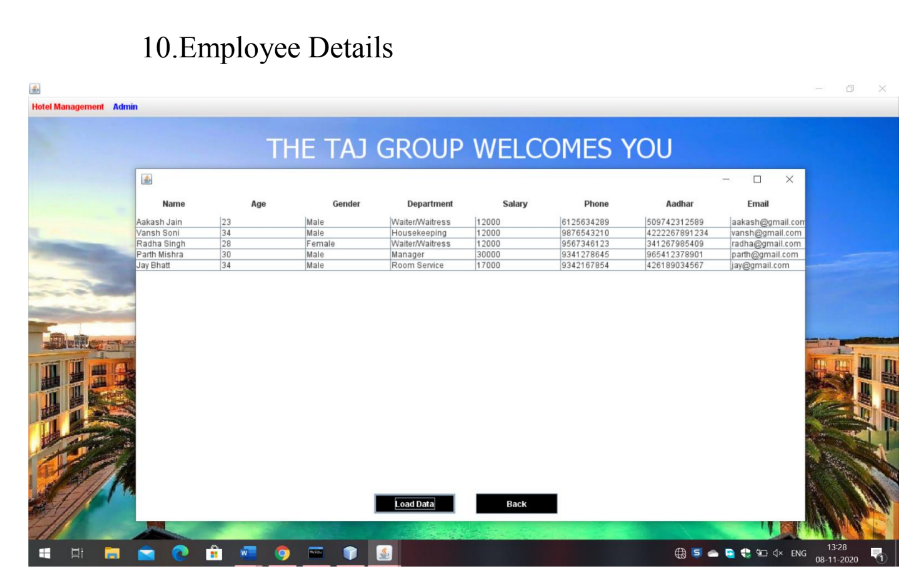 10.Employee Details
Hotel Management Admin
THE TAJ GROUP WELCOMES YOU
Name Age Gender Department Salary Phone Aadhar Email
Aakash Jain 23 Male Waiter/Waitress 12000 6125634289 509742312589 aakash@gmail.com
Vansh Soni 34 Male Housekeeping 12000 9876543210 4222267891234 vansh@gmail.com
Radha Singh 28 Female Waiter/Waitress 12000 9567346123 341267985409 radha@gmail.com
Parth Mishra 30 Male Manager 30000 9341278645 965412378901 parth@gmail.com
Jay Bhatt 34 Male Room Service 17000 9342167854 426189034567 jay@gmail.com
Load Data Back
ENG 13:28
08-11-2020